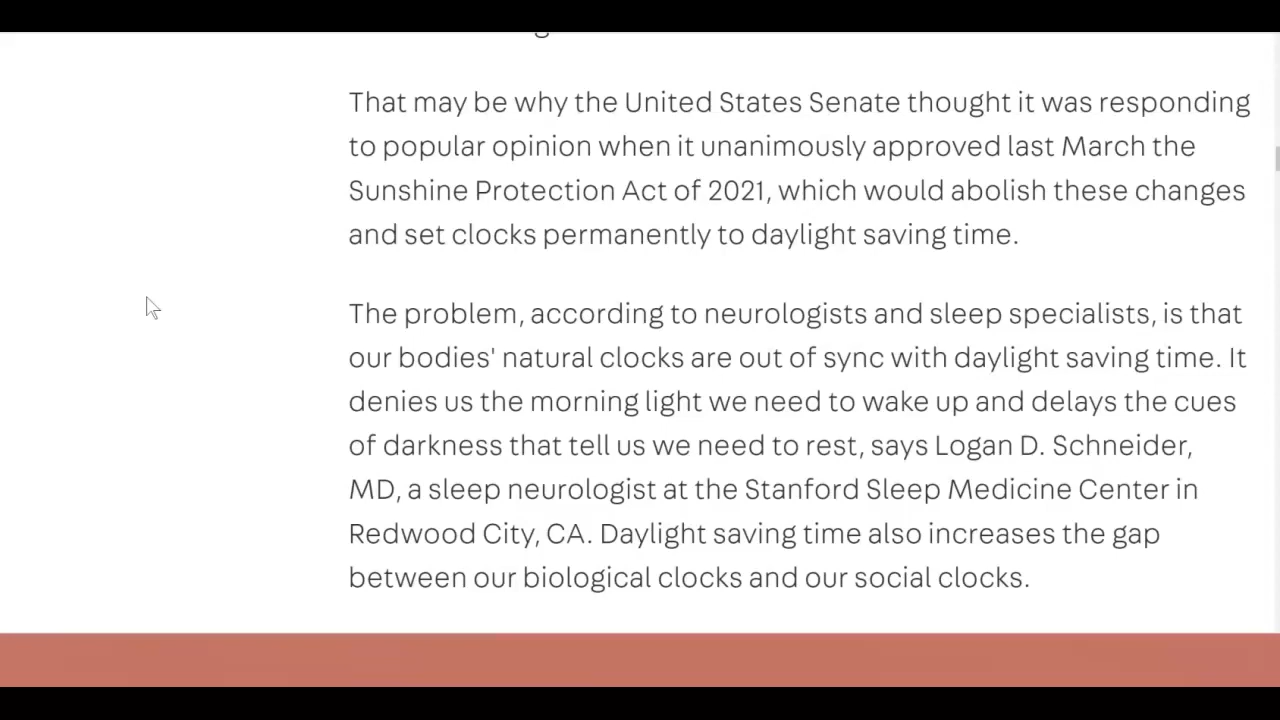 That may be why the United States Senate thought it was responding
to popular opinion when it unanimously approved last March the
Sunshine Protection Act of 2021, which would abolish these changes
and set clocks permanently to daylight saving time.
The problem, according to neurologists and sleep specialists, is that
our bodies' natural clocks are out of sync with daylight saving time. It
denies us the morning light we need to wake up and delays the cues
of darkness that tell us we need to rest, says Logan D. Schneider,
MD, a sleep neurologist at the Stanford Sleep Medicine Center in
Redwood City, CA. Daylight saving time also increases the gap
between our biological clocks and our social clocks.